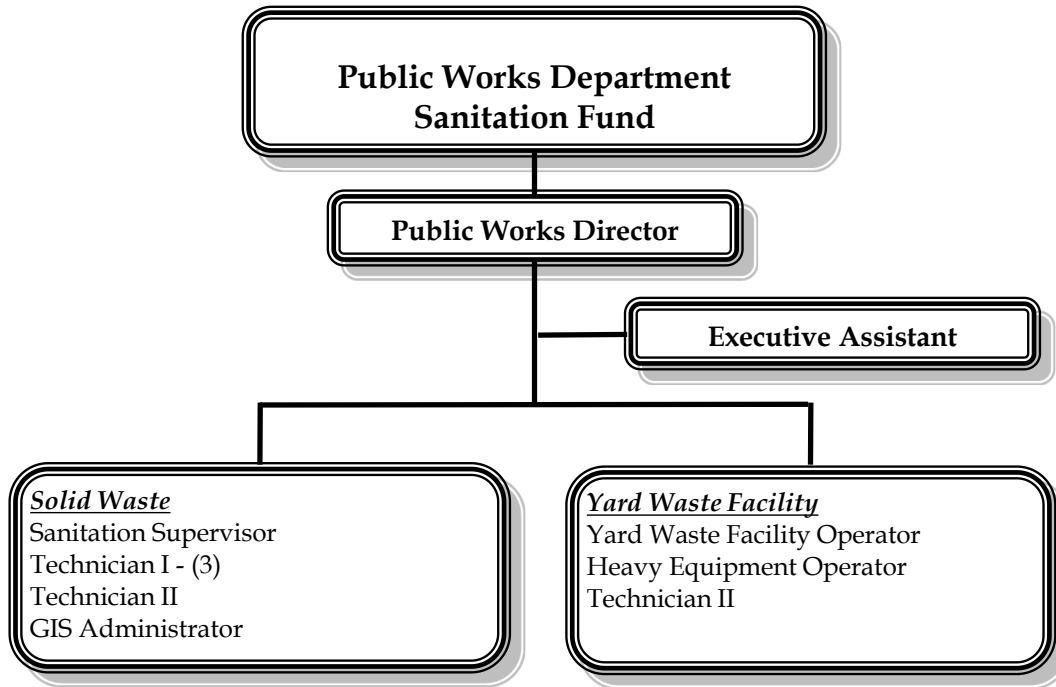 Public Works Department
Sanitation Fund
Public Works Director
Executive Assistant
Solid Waste
Sanitation Supervisor
Technician I - (3)
Technician II
GIS Administrator
Yard Waste Facility
Yard Waste Facility Operator
Heavy Equipment Operator
Technician II